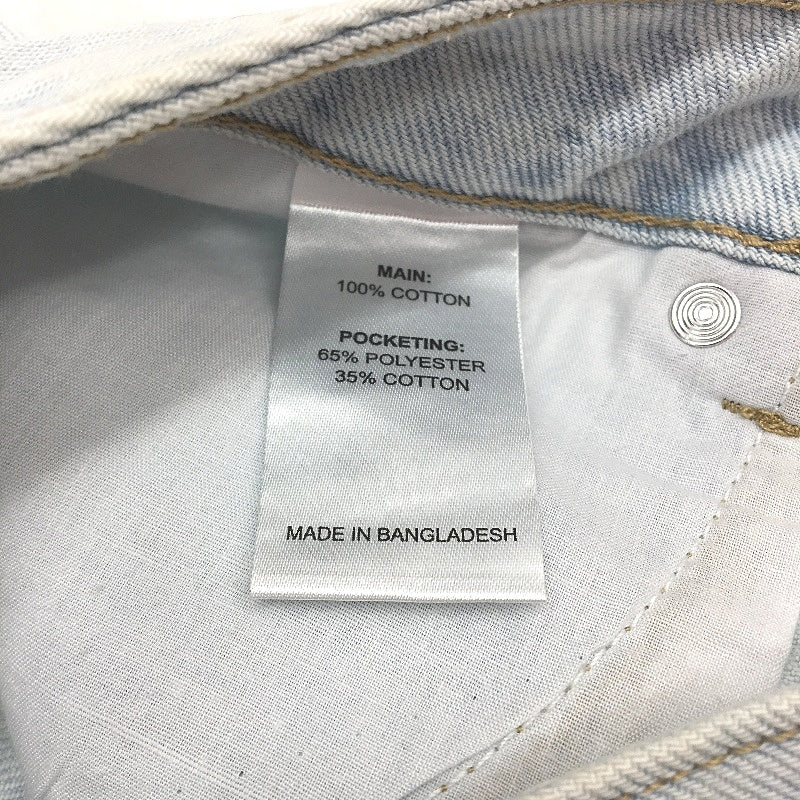 MAIN:
100% COTTON
POCKETING:
65% POLYESTER
35% COTTON
MADE IN BANGLADESH